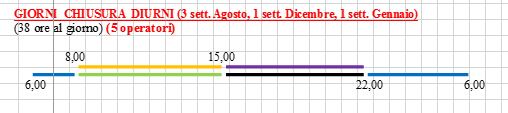 GIORNI CHIUSURA DIURNI (3 sett. Agosto, 1 sett. Dicembre, 1 sett. Gennaio)
(38 ore al giorno) (5 operatori)
8,00 15,00
6,00 22,00 6,00